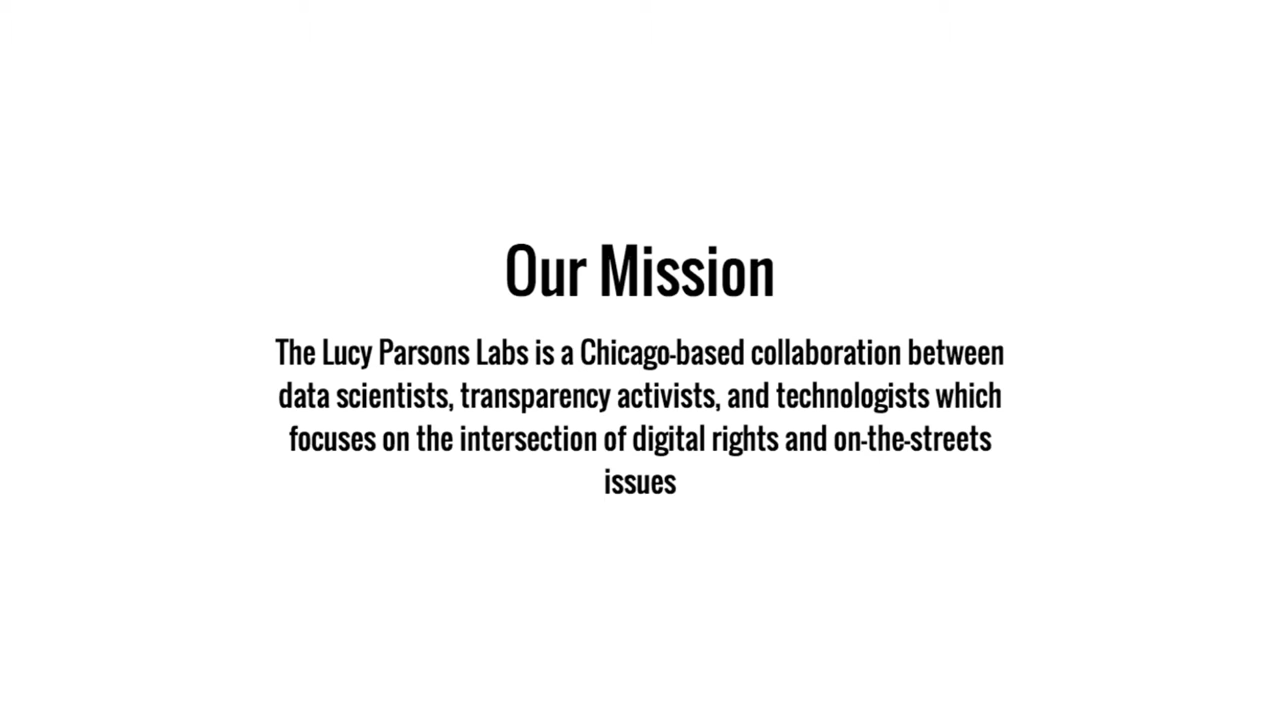 Our Mission
The Lucy Parsons Labs is a Chicago-based collaboration between
data scientists, transparency activists, and technologists which
focuses on the intersection of digital rights and on-the-streets
issues